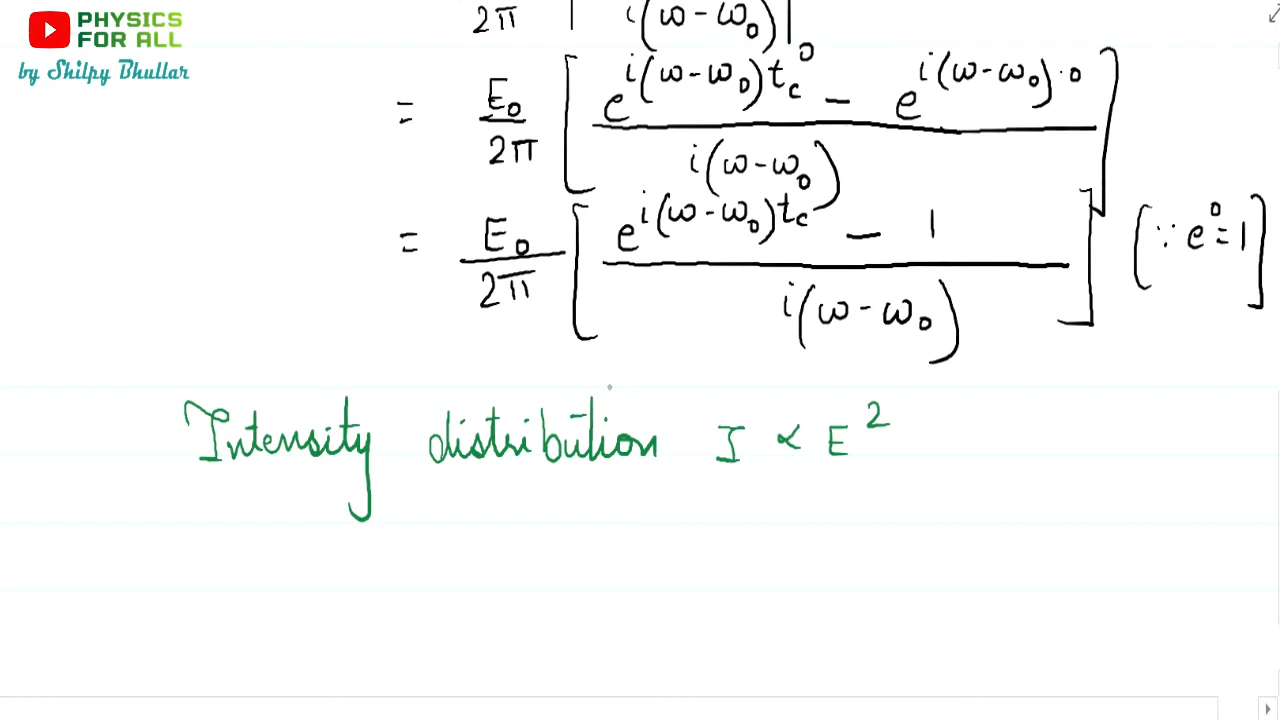 PHYSICS
FOR ALL
by Shilpy Bhullar
2π | i(ω-ω₀) |₀
= E₀/2π [ (e^{i(ω-ω₀)t_c} - e^{i(ω-ω₀)·0}) / i(ω-ω₀) ]
= E₀/2π [ (e^{i(ω-ω₀)t_c} - 1) / i(ω-ω₀) ] [∵ e⁰ = 1]
Intensity distribution I ∝ E²